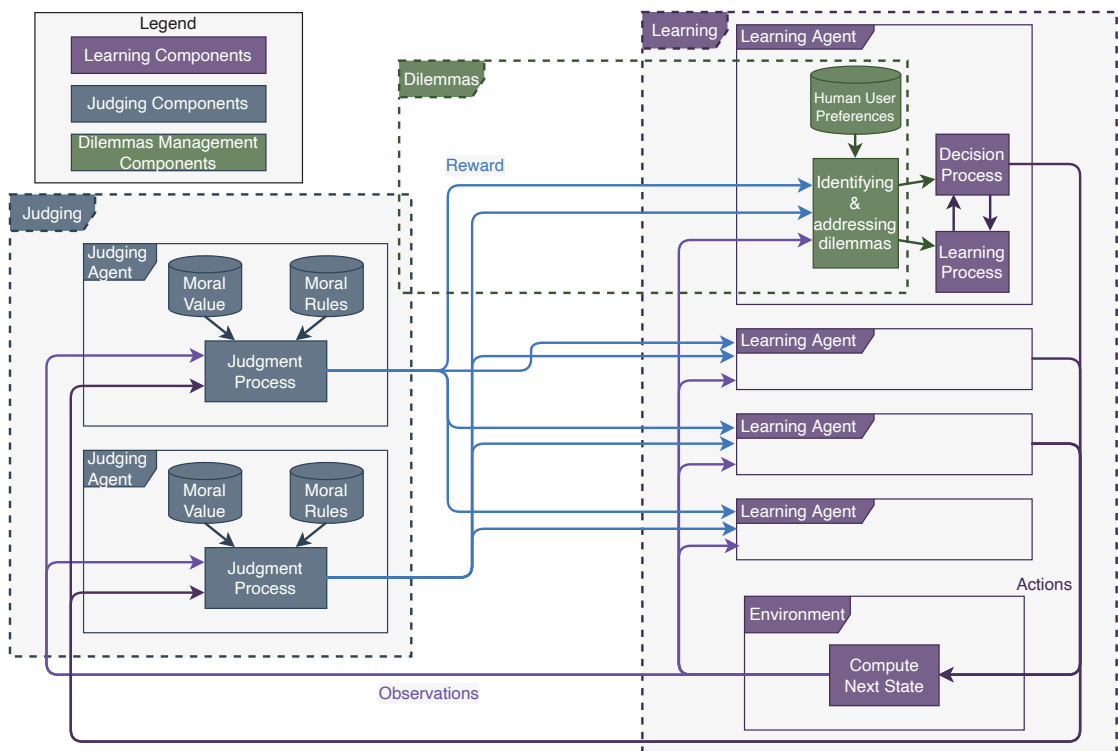 Legend
Learning Components
Judging Components
Dilemmas Management
Components
Learning
Learning Agent
Dilemmas
Human User
Preferences
Decision
Process
Identifying
&
addressing
dilemmas
Learning
Process
Reward
Judging
Judging
Agent
Moral
Value
Moral
Rules
Judgment
Process
Learning Agent
Learning Agent
Judging
Agent
Moral
Value
Moral
Rules
Judgment
Process
Learning Agent
Actions
Environment
Compute
Next State
Observations